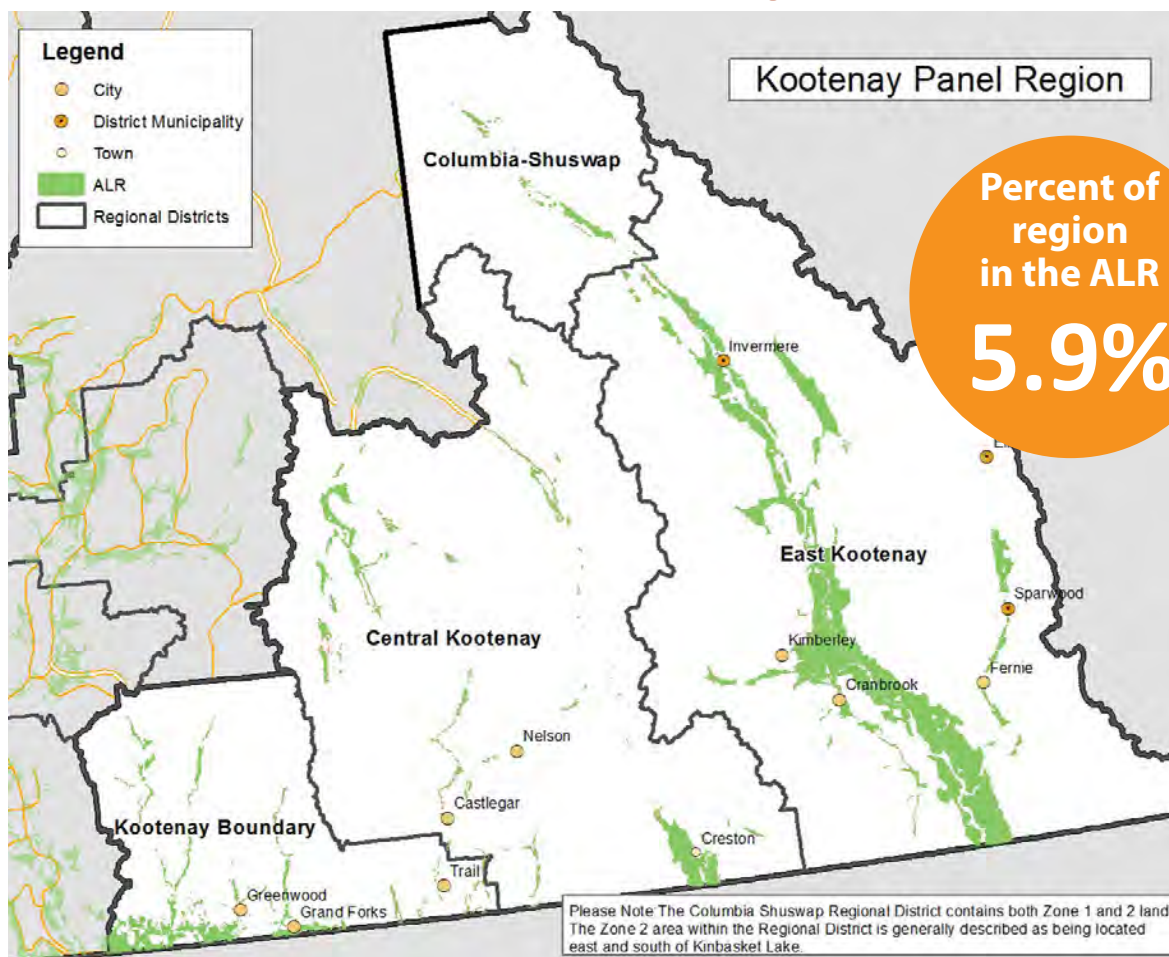 Legend
City
District Municipality
Town
ALR
Regional Districts
Kootenay Panel Region
Percent of
region
in the ALR
5.9%
Columbia-Shuswap
Invermere
East Kootenay
Sparwood
Central Kootenay
Kimberley
Fernie
Cranbrook
Nelson
Castlegar
Kootenay Boundary
Creston
Trail
Greenwood
Grand Forks
Please Note: The Columbia Shuswap Regional District contains both Zone 1 and 2 land
The Zone 2 area within the Regional District is generally described as being located
east and south of Kinbasket Lake.